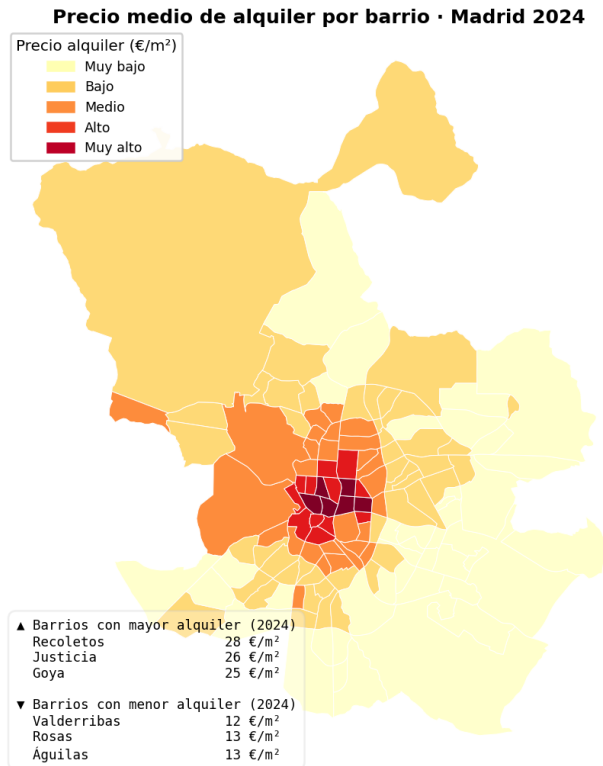 Precio medio de alquiler por barrio · Madrid 2024
Precio alquiler (€/m²)
Muy bajo
Bajo
Medio
Alto
Muy alto
▲ Barrios con mayor alquiler (2024)
Recoletos 28 €/m²
Justicia 26 €/m²
Goya 25 €/m²
▼ Barrios con menor alquiler (2024)
Valderribas 12 €/m²
Rosas 13 €/m²
Águilas 13 €/m²